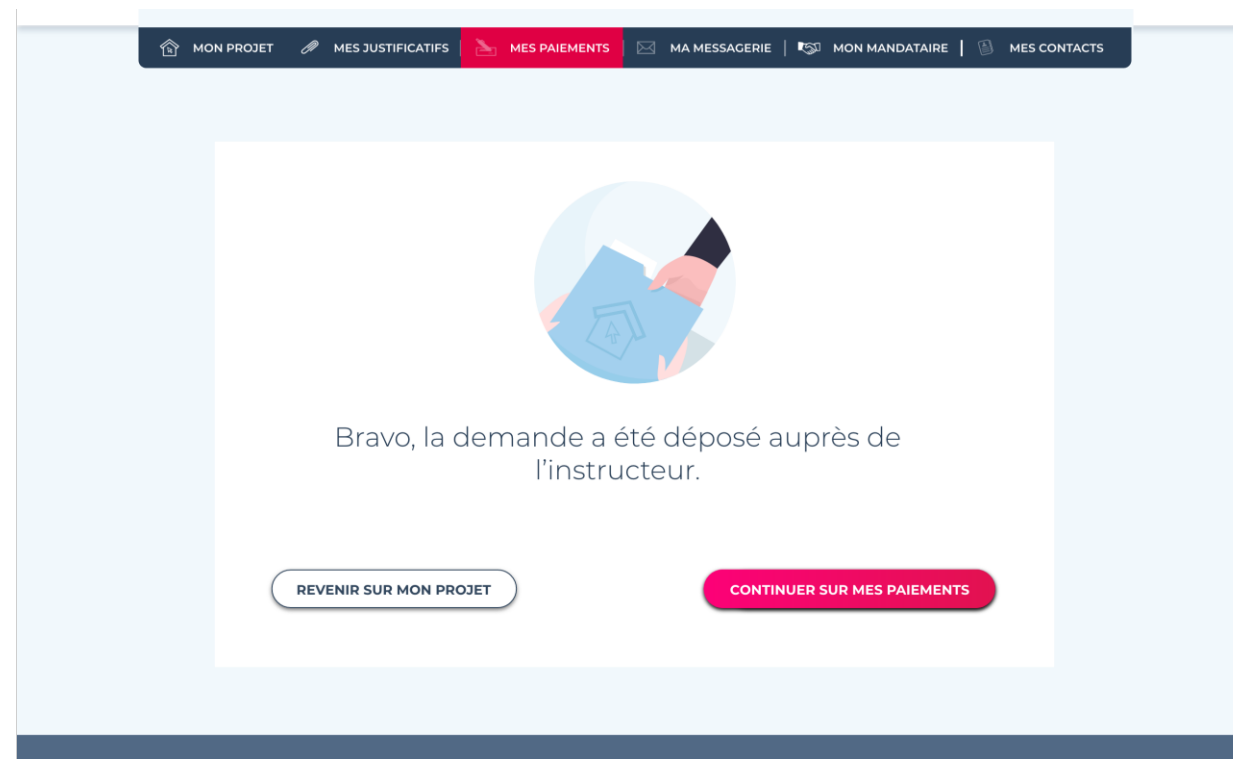 MON PROJET MES JUSTIFICATIFS MES PAIEMENTS MA MESSAGERIE MON MANDATAIRE MES CONTACTS
Bravo, la demande a été déposé auprès de
l’instructeur.
REVENIR SUR MON PROJET CONTINUER SUR MES PAIEMENTS